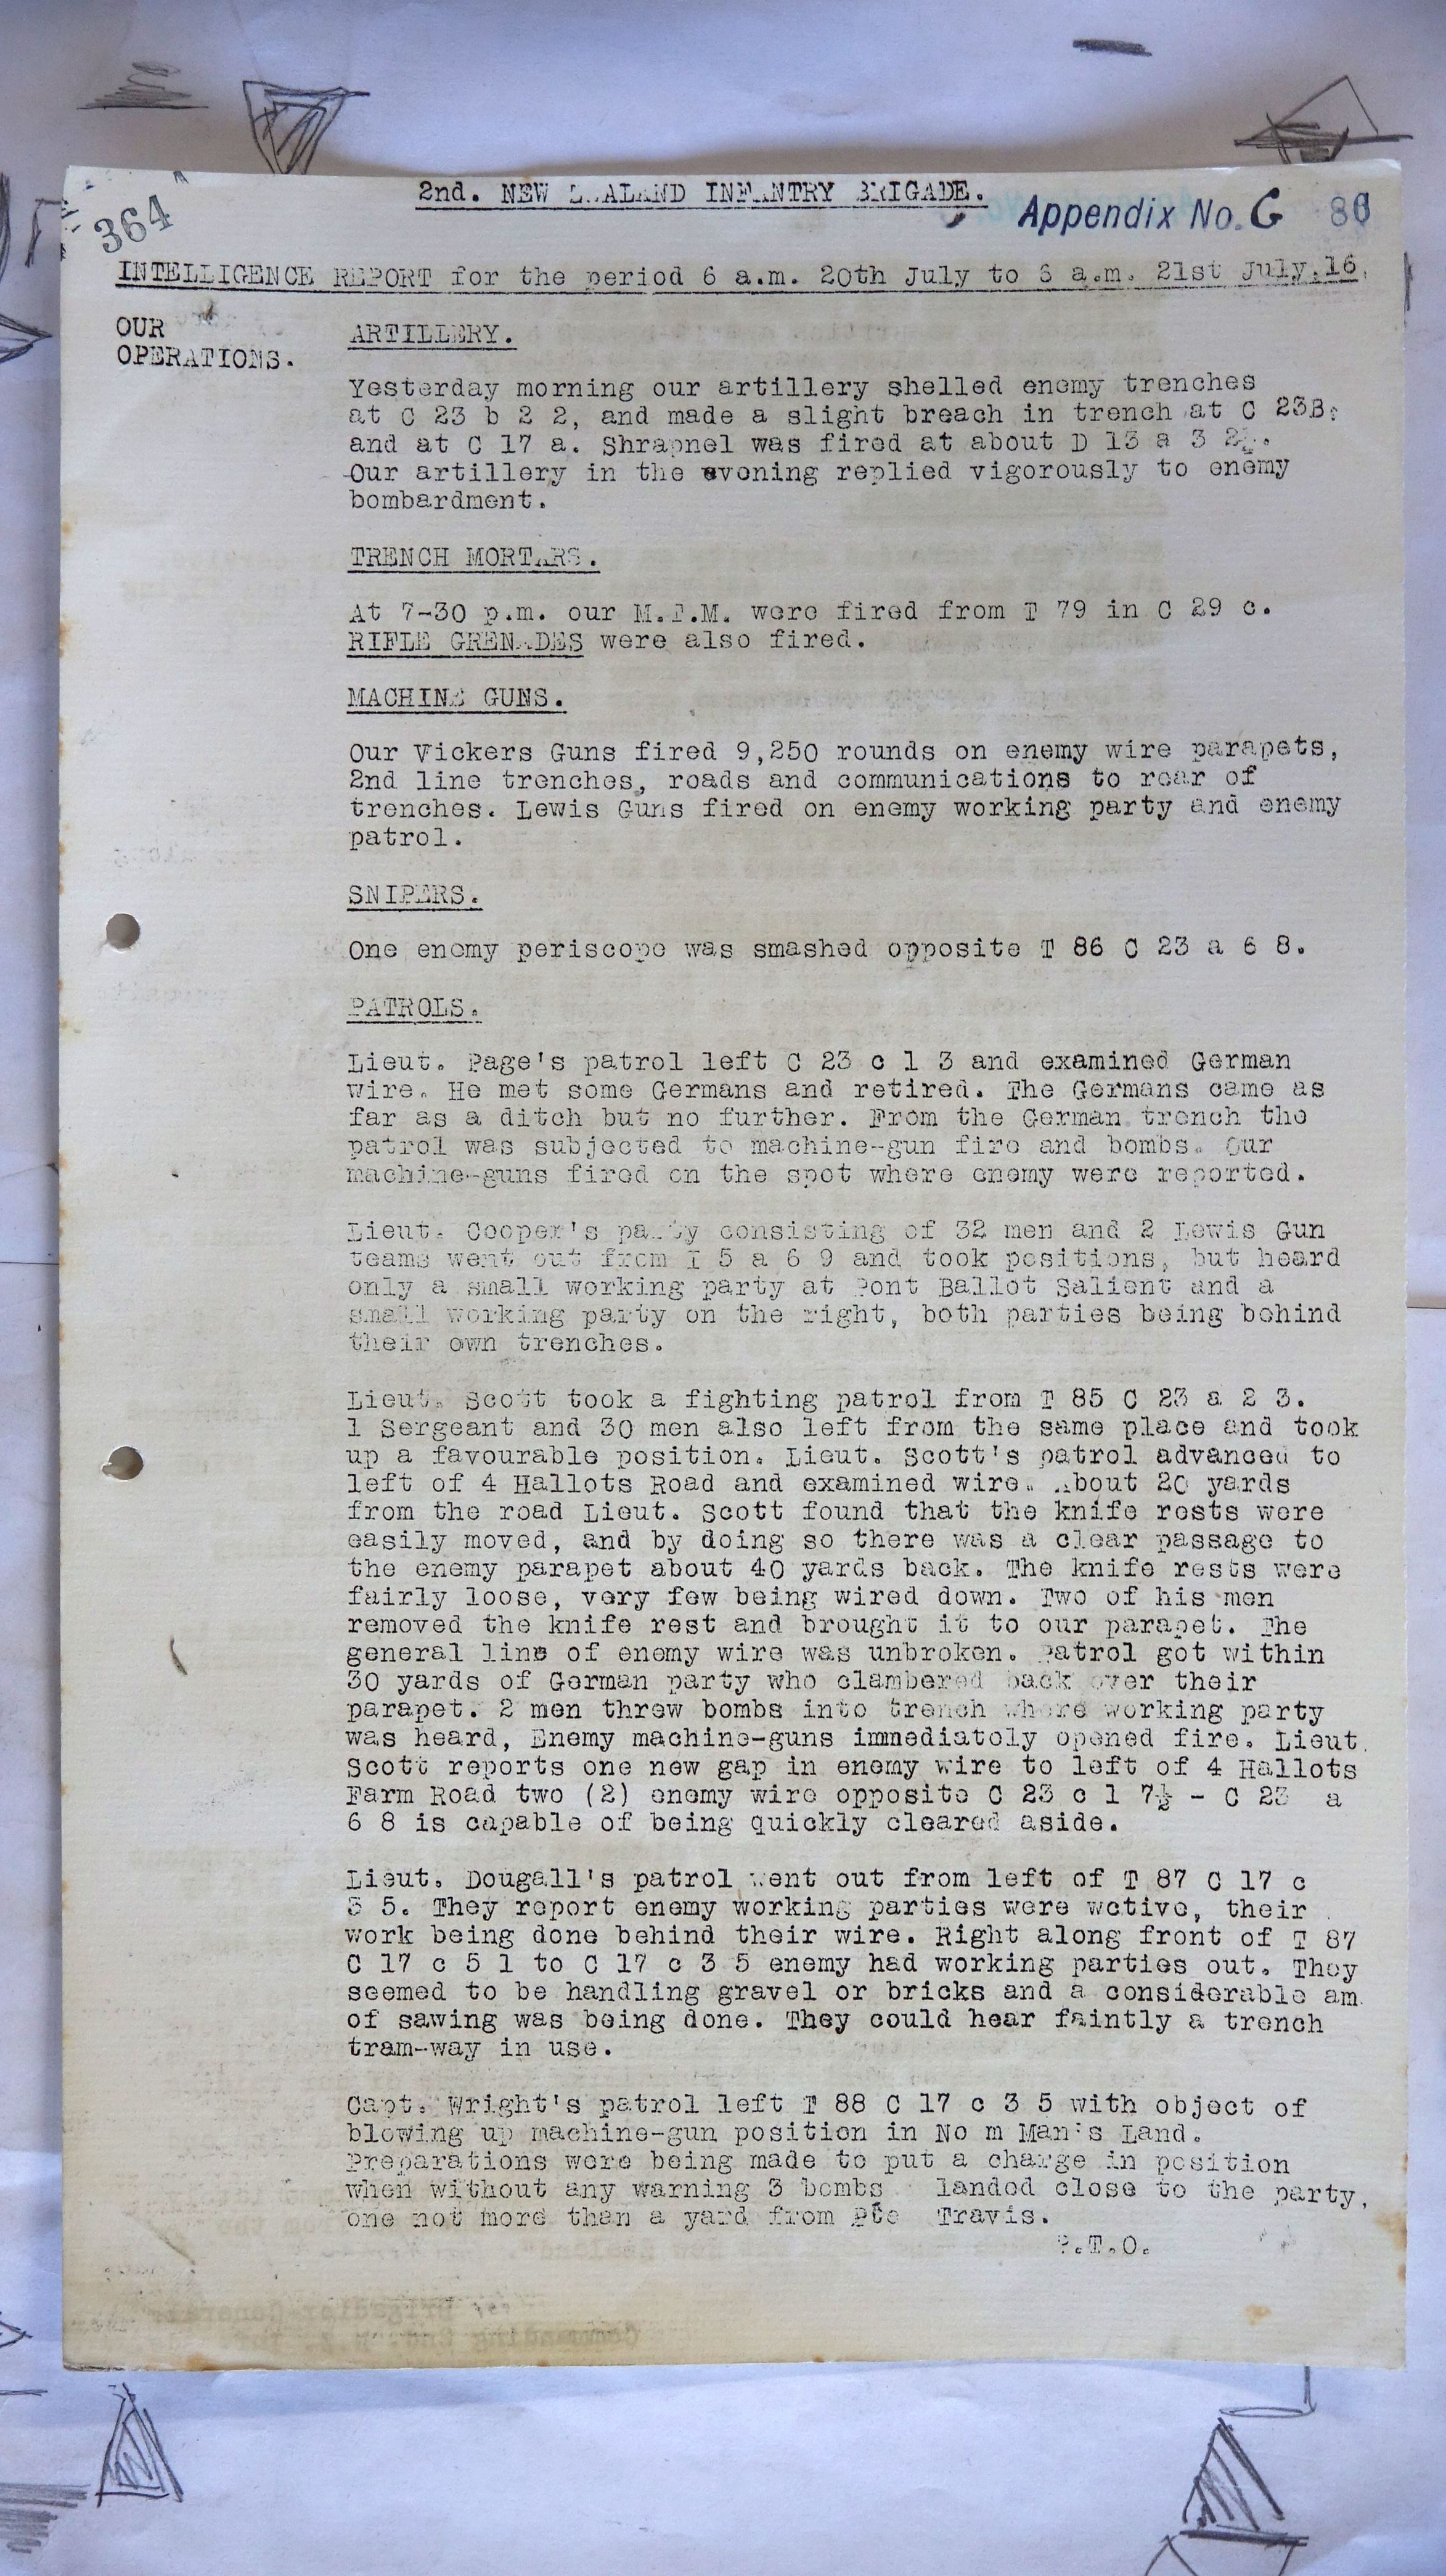 364
2nd. NEW ZEALAND INFANTRY BRIGADE.
Appendix No. G 80
INTELLIGENCE REPORT for the period 6 a.m. 20th July to 6 a.m. 21st July.16.
OUR
OPERATIONS.
ARTILLERY.
Yesterday morning our artillery shelled enemy trenches
at C 23 b 2 2, and made a slight breach in trench at C 23B.
and at C 17 a. Shrapnel was fired at about D 13 a 3 2½.
Our artillery in the evening replied vigorously to enemy
bombardment.
TRENCH MORTARS.
At 7-30 p.m. our M.T.M. were fired from T 79 in C 29 c.
RIFLE GRENADES were also fired.
MACHINE GUNS.
Our Vickers Guns fired 9,250 rounds on enemy wire parapets,
2nd line trenches, roads and communications to rear of
trenches. Lewis Guns fired on enemy working party and enemy
patrol.
SNIPERS.
One enemy periscope was smashed opposite T 86 C 23 a 6 8.
PATROLS.
Lieut. Page's patrol left C 23 c 1 3 and examined German
wire. He met some Germans and retired. The Germans came as
far as a ditch but no further. From the German trench the
patrol was subjected to machine-gun fire and bombs. Our
machine-guns fired on the spot where enemy were reported.
Lieut. Cooper's party consisting of 32 men and 2 Lewis Gun
teams went out from I 5 a 6 9 and took positions, but heard
only a small working party at Pont Ballot Salient and a
small working party on the right, both parties being behind
their own trenches.
Lieut. Scott took a fighting patrol from T 85 C 23 a 2 3.
1 Sergeant and 30 men also left from the same place and took
up a favourable position. Lieut. Scott's patrol advanced to
left of 4 Hallots Road and examined wire. About 20 yards
from the road Lieut. Scott found that the knife rests were
easily moved, and by doing so there was a clear passage to
the enemy parapet about 40 yards back. The knife rests were
fairly loose, very few being wired down. Two of his men
removed the knife rest and brought it to our parapet. The
general line of enemy wire was unbroken. Patrol got within
30 yards of German party who clambered back over their
parapet. 2 men threw bombs into trench where working party
was heard, Enemy machine-guns immediately opened fire. Lieut.
Scott reports one new gap in enemy wire to left of 4 Hallots
Farm Road two (2) enemy wire opposite C 23 c 1 7½ - C 23 a
6 8 is capable of being quickly cleared aside.
Lieut. Dougall's patrol went out from left of T 87 C 17 c
3 5. They report enemy working parties were wctive, their
work being done behind their wire. Right along front of T 87
C 17 c 5 1 to C 17 c 3 5 enemy had working parties out. They
seemed to be handling gravel or bricks and a considerable am
of sawing was being done. They could hear faintly a trench
tram-way in use.
Capt. Wright's patrol left T 88 C 17 c 3 5 with object of
blowing up machine-gun position in No m Man's Land.
Preparations were being made to put a charge in position
when without any warning 3 bombs landed close to the party,
one not more than a yard from Pte Travis.
P.T.O.